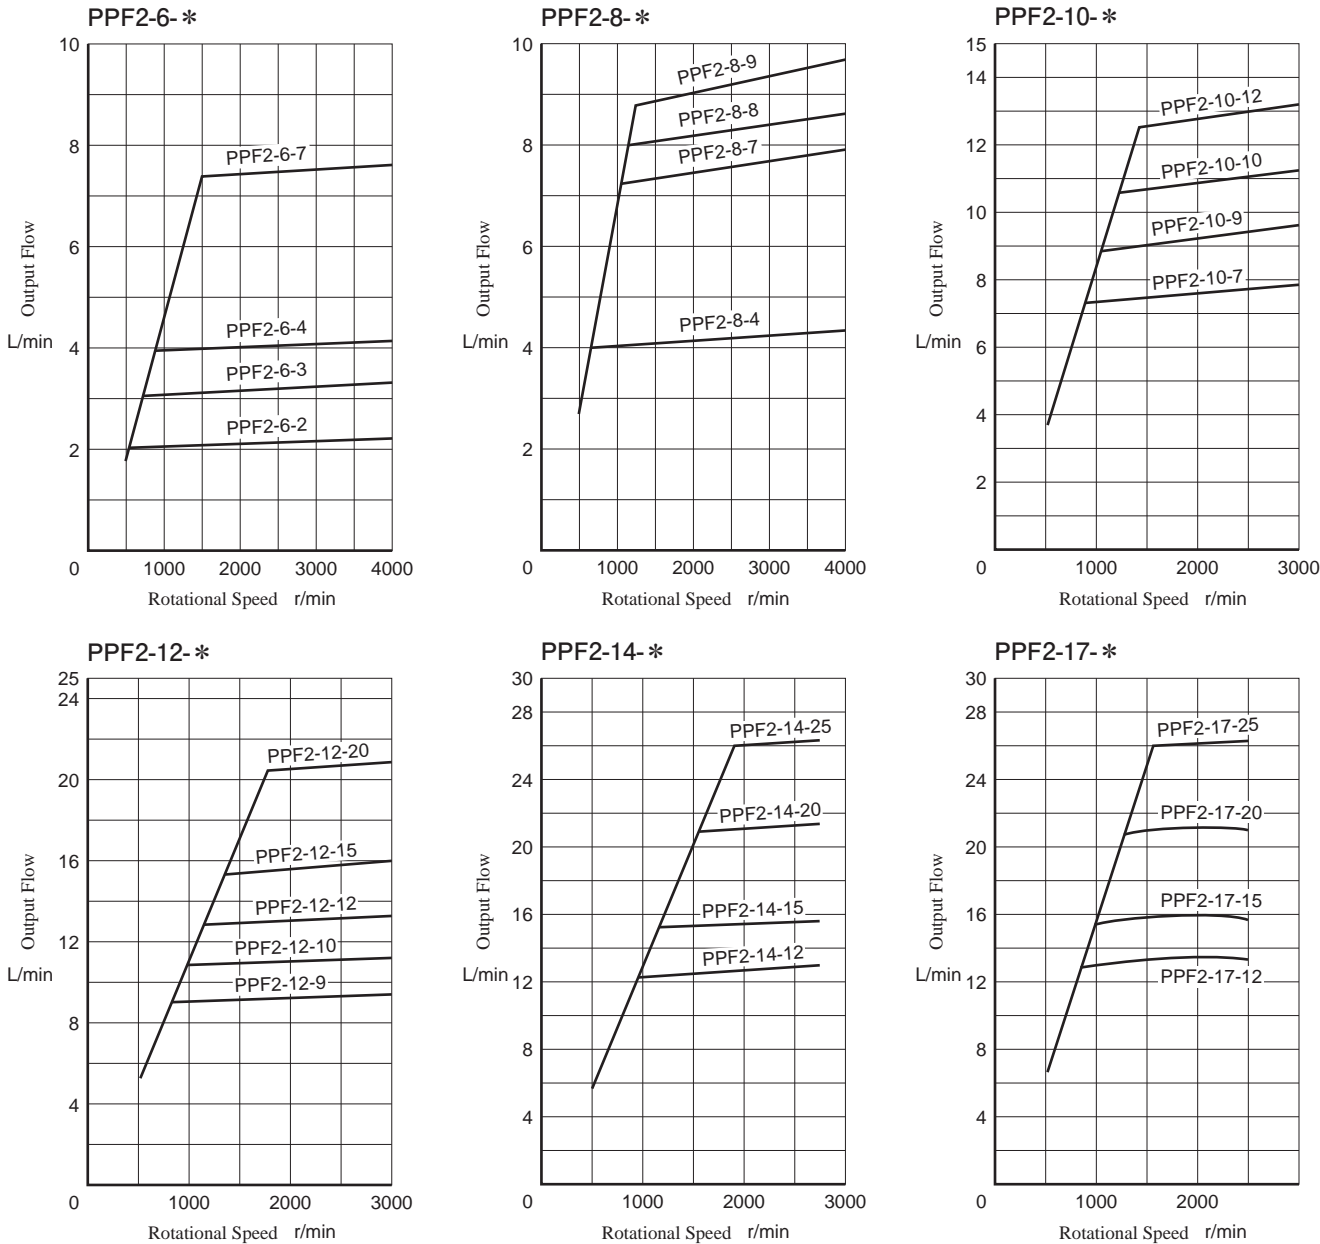 PPF2-6-*
10
8
6
4
2
0
1000
2000
3000
4000
Output Flow
L/min
Rotational Speed r/min
PPF2-6-7
PPF2-6-4
PPF2-6-3
PPF2-6-2
PPF2-8-*
10
8
6
4
2
0
1000
2000
3000
4000
Output Flow
L/min
Rotational Speed r/min
PPF2-8-9
PPF2-8-8
PPF2-8-7
PPF2-8-4
PPF2-10-*
15
14
12
10
8
6
4
2
0
1000
2000
3000
Output Flow
L/min
Rotational Speed r/min
PPF2-10-12
PPF2-10-10
PPF2-10-9
PPF2-10-7
PPF2-12-*
25
24
20
16
12
8
4
0
1000
2000
3000
Output Flow
L/min
Rotational Speed r/min
PPF2-12-20
PPF2-12-15
PPF2-12-12
PPF2-12-10
PPF2-12-9
PPF2-14-*
30
28
24
20
16
12
8
4
0
1000
2000
3000
Output Flow
L/min
Rotational Speed r/min
PPF2-14-25
PPF2-14-20
PPF2-14-15
PPF2-14-12
PPF2-17-*
30
28
24
20
16
12
8
4
0
1000
2000
3000
Output Flow
L/min
Rotational Speed r/min
PPF2-17-25
PPF2-17-20
PPF2-17-15
PPF2-17-12